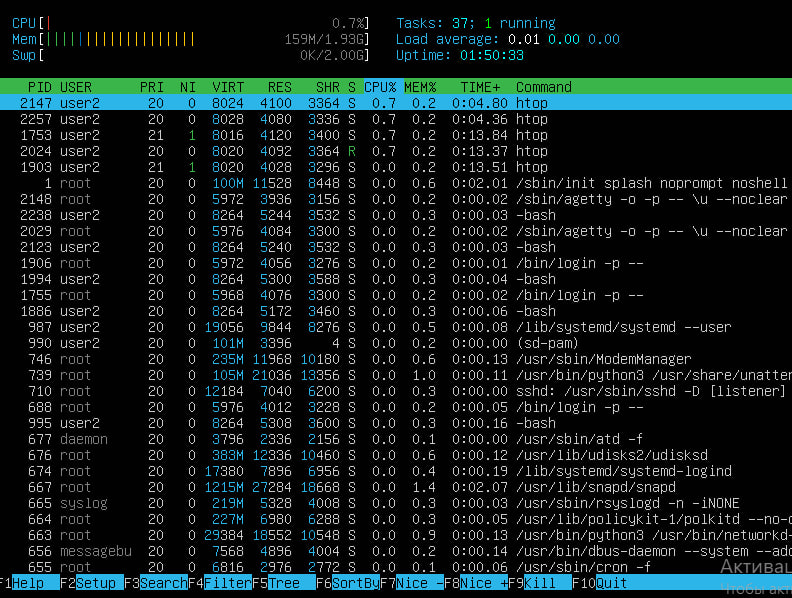 CPU[| 0.7%] Tasks: 37; 1 running
Mem[||||||||||||||||||| 159M/1.93G] Load average: 0.01 0.00 0.00
Swp[ 0K/2.00G] Uptime: 01:50:33
PID USER PRI NI VIRT RES SHR S CPU% MEM% TIME+ Command
2147 user2 20 0 8024 4100 3364 S 0.7 0.2 0:04.80 htop
2257 user2 20 0 8028 4080 3336 S 0.7 0.2 0:04.36 htop
1753 user2 21 1 8016 4120 3400 S 0.7 0.2 0:13.84 htop
2024 user2 20 0 8020 4092 3364 R 0.7 0.2 0:13.37 htop
1903 user2 21 1 8020 4028 3296 S 0.0 0.2 0:13.51 htop
1 root 20 0 100M 11528 8448 S 0.0 0.6 0:02.01 /sbin/init splash noprompt noshell
2148 root 20 0 5972 3936 3156 S 0.0 0.2 0:00.02 /sbin/agetty -o -p -- \u --noclear
2238 user2 20 0 8264 5244 3532 S 0.0 0.3 0:00.03 -bash
2029 root 20 0 5976 4084 3300 S 0.0 0.2 0:00.02 /sbin/agetty -o -p -- \u --noclear
2123 user2 20 0 8264 5240 3532 S 0.0 0.3 0:00.03 -bash
1906 root 20 0 5972 4056 3276 S 0.0 0.2 0:00.01 /bin/login -p --
1994 user2 20 0 8264 5300 3588 S 0.0 0.3 0:00.04 -bash
1755 root 20 0 5968 4076 3300 S 0.0 0.2 0:00.02 /bin/login -p --
1886 user2 20 0 8264 5172 3460 S 0.0 0.3 0:00.06 -bash
987 user2 20 0 19056 9844 8276 S 0.0 0.5 0:00.08 /lib/systemd/systemd --user
990 user2 20 0 101M 3396 4 S 0.0 0.2 0:00.00 (sd-pam)
746 root 20 0 235M 11968 10180 S 0.0 0.6 0:00.13 /usr/sbin/ModemManager
739 root 20 0 105M 21036 13356 S 0.0 1.0 0:00.11 /usr/bin/python3 /usr/share/unatten
710 root 20 0 12184 7040 6200 S 0.0 0.3 0:00.00 sshd: /usr/sbin/sshd -D [listener]
688 root 20 0 5976 4012 3228 S 0.0 0.2 0:00.05 /bin/login -p --
995 user2 20 0 8264 5308 3600 S 0.0 0.3 0:00.16 -bash
677 daemon 20 0 3796 2336 2156 S 0.0 0.1 0:00.00 /usr/sbin/atd -f
676 root 20 0 383M 12336 10460 S 0.0 0.6 0:00.12 /usr/lib/udisks2/udisksd
674 root 20 0 17380 7896 6956 S 0.0 0.4 0:00.19 /lib/systemd/systemd-logind
667 root 20 0 1215M 27284 18668 S 0.0 1.4 0:02.07 /usr/lib/snapd/snapd
665 syslog 20 0 219M 5328 4008 S 0.0 0.3 0:00.03 /usr/sbin/rsyslogd -n -iNONE
664 root 20 0 227M 6980 6288 S 0.0 0.3 0:00.05 /usr/lib/policykit-1/polkitd --no-d
663 root 20 0 29384 18552 10548 S 0.0 0.9 0:00.13 /usr/bin/python3 /usr/bin/networkd-
656 messagebu 20 0 7568 4896 4004 S 0.0 0.2 0:00.14 /usr/bin/dbus-daemon --system --add
655 root 20 0 6816 2976 2772 S 0.0 0.1 0:00.06 /usr/sbin/cron -f
F1Help F2Setup F3SearchF4FilterF5Tree F6SortByF7Nice -F8Nice +F9Kill F10Quit